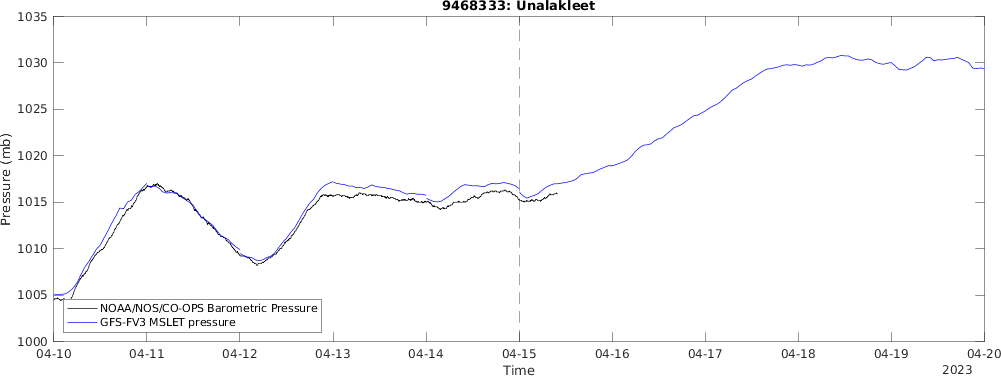 9468333: Unalakleet
1035
1030
1025
1020
1015
1010
1005
1000
Pressure (mb)
NOAA/NOS/CO-OPS Barometric Pressure
GFS-FV3 MSLET pressure
04-10 04-11 04-12 04-13 04-14 04-15 04-16 04-17 04-18 04-19 04-20
Time
2023